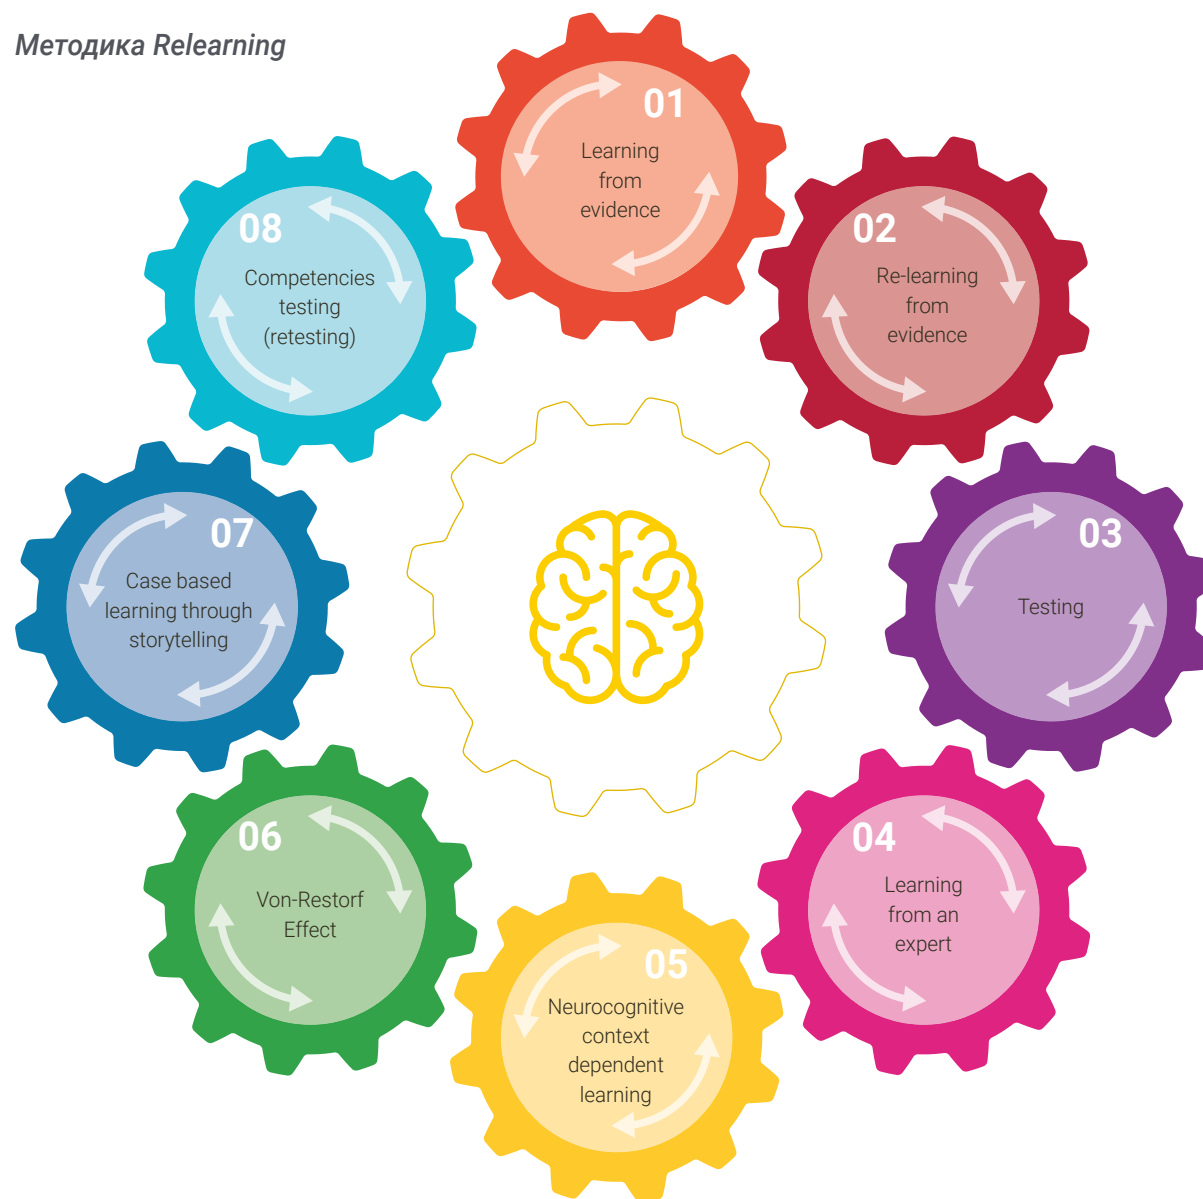 Методика Relearning
01
Learning
from
evidence
02
Re-learning
from
evidence
03
Testing
04
Learning
from an
expert
05
Neurocognitive
context
dependent
learning
06
Von-Restorf
Effect
07
Case based
learning through
storytelling
08
Competencies
testing
(retesting)